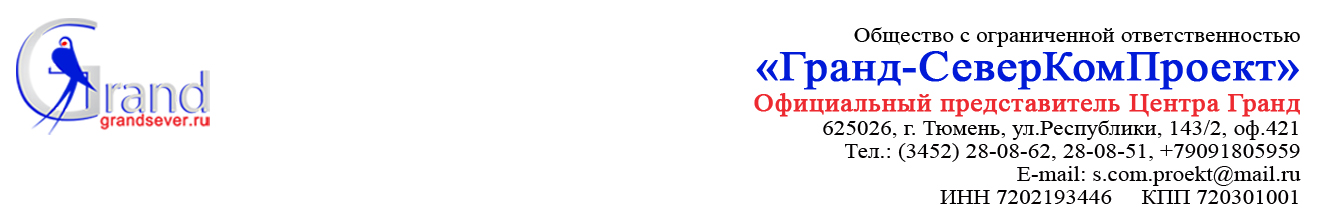 Grand
grandsever.ru
Общество с ограниченной ответственностью
«Гранд-СеверКомПроект»
Официальный представитель Центра Гранд
625026, г. Тюмень, ул.Республики, 143/2, оф.421
Тел.: (3452) 28-08-62, 28-08-51, +79091805959
E-mail: s.com.proekt@mail.ru
ИНН 7202193446 КПП 720301001